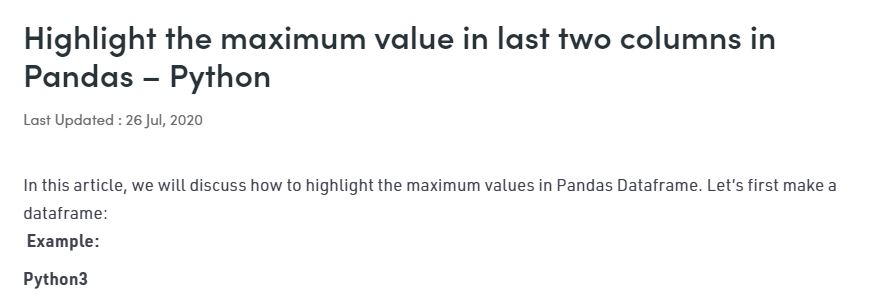 Highlight the maximum value in last two columns in
Pandas – Python
Last Updated : 26 Jul, 2020
In this article, we will discuss how to highlight the maximum values in Pandas Dataframe. Let’s first make a
dataframe:
Example:
Python3